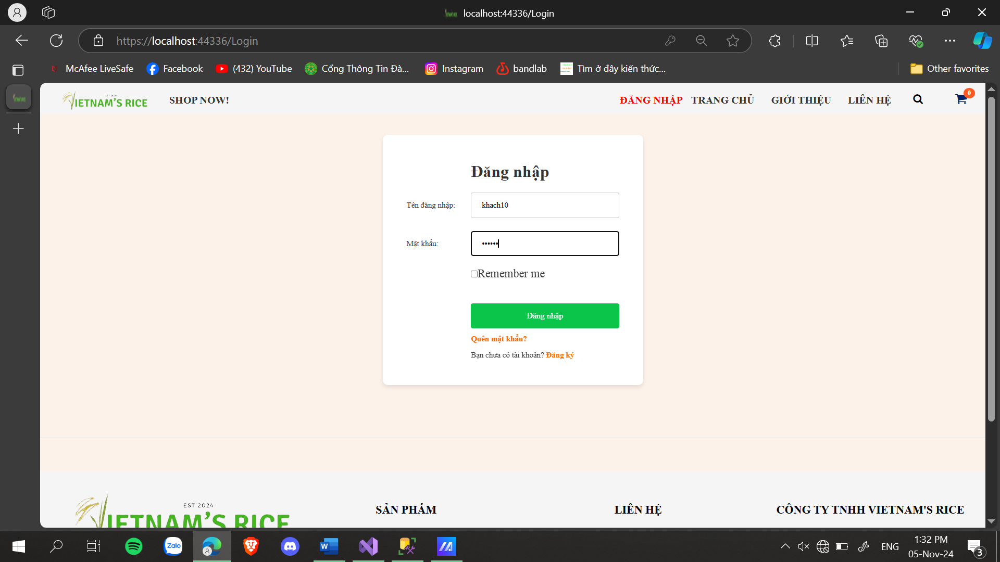 localhost:44336/Login
https://localhost:44336/Login
McAfee LiveSafe
Facebook
(432) YouTube
Cổng Thông Tin Đà...
Instagram
bandlab
Tìm ở đây kiến thức...
Other favorites
EST 2024
VIETNAM'S RICE
SHOP NOW!
ĐĂNG NHẬP
TRANG CHỦ
GIỚI THIỆU
LIÊN HỆ
0
Đăng nhập
Tên đăng nhập:
khach10
Mật khẩu:
••••••
Remember me
Đăng nhập
Quên mật khẩu?
Bạn chưa có tài khoản? Đăng ký
EST 2024
VIETNAM'S RICE
SẢN PHẨM
LIÊN HỆ
CÔNG TY TNHH VIETNAM'S RICE
Zalo
W
ENG
1:32 PM
05-Nov-24
3